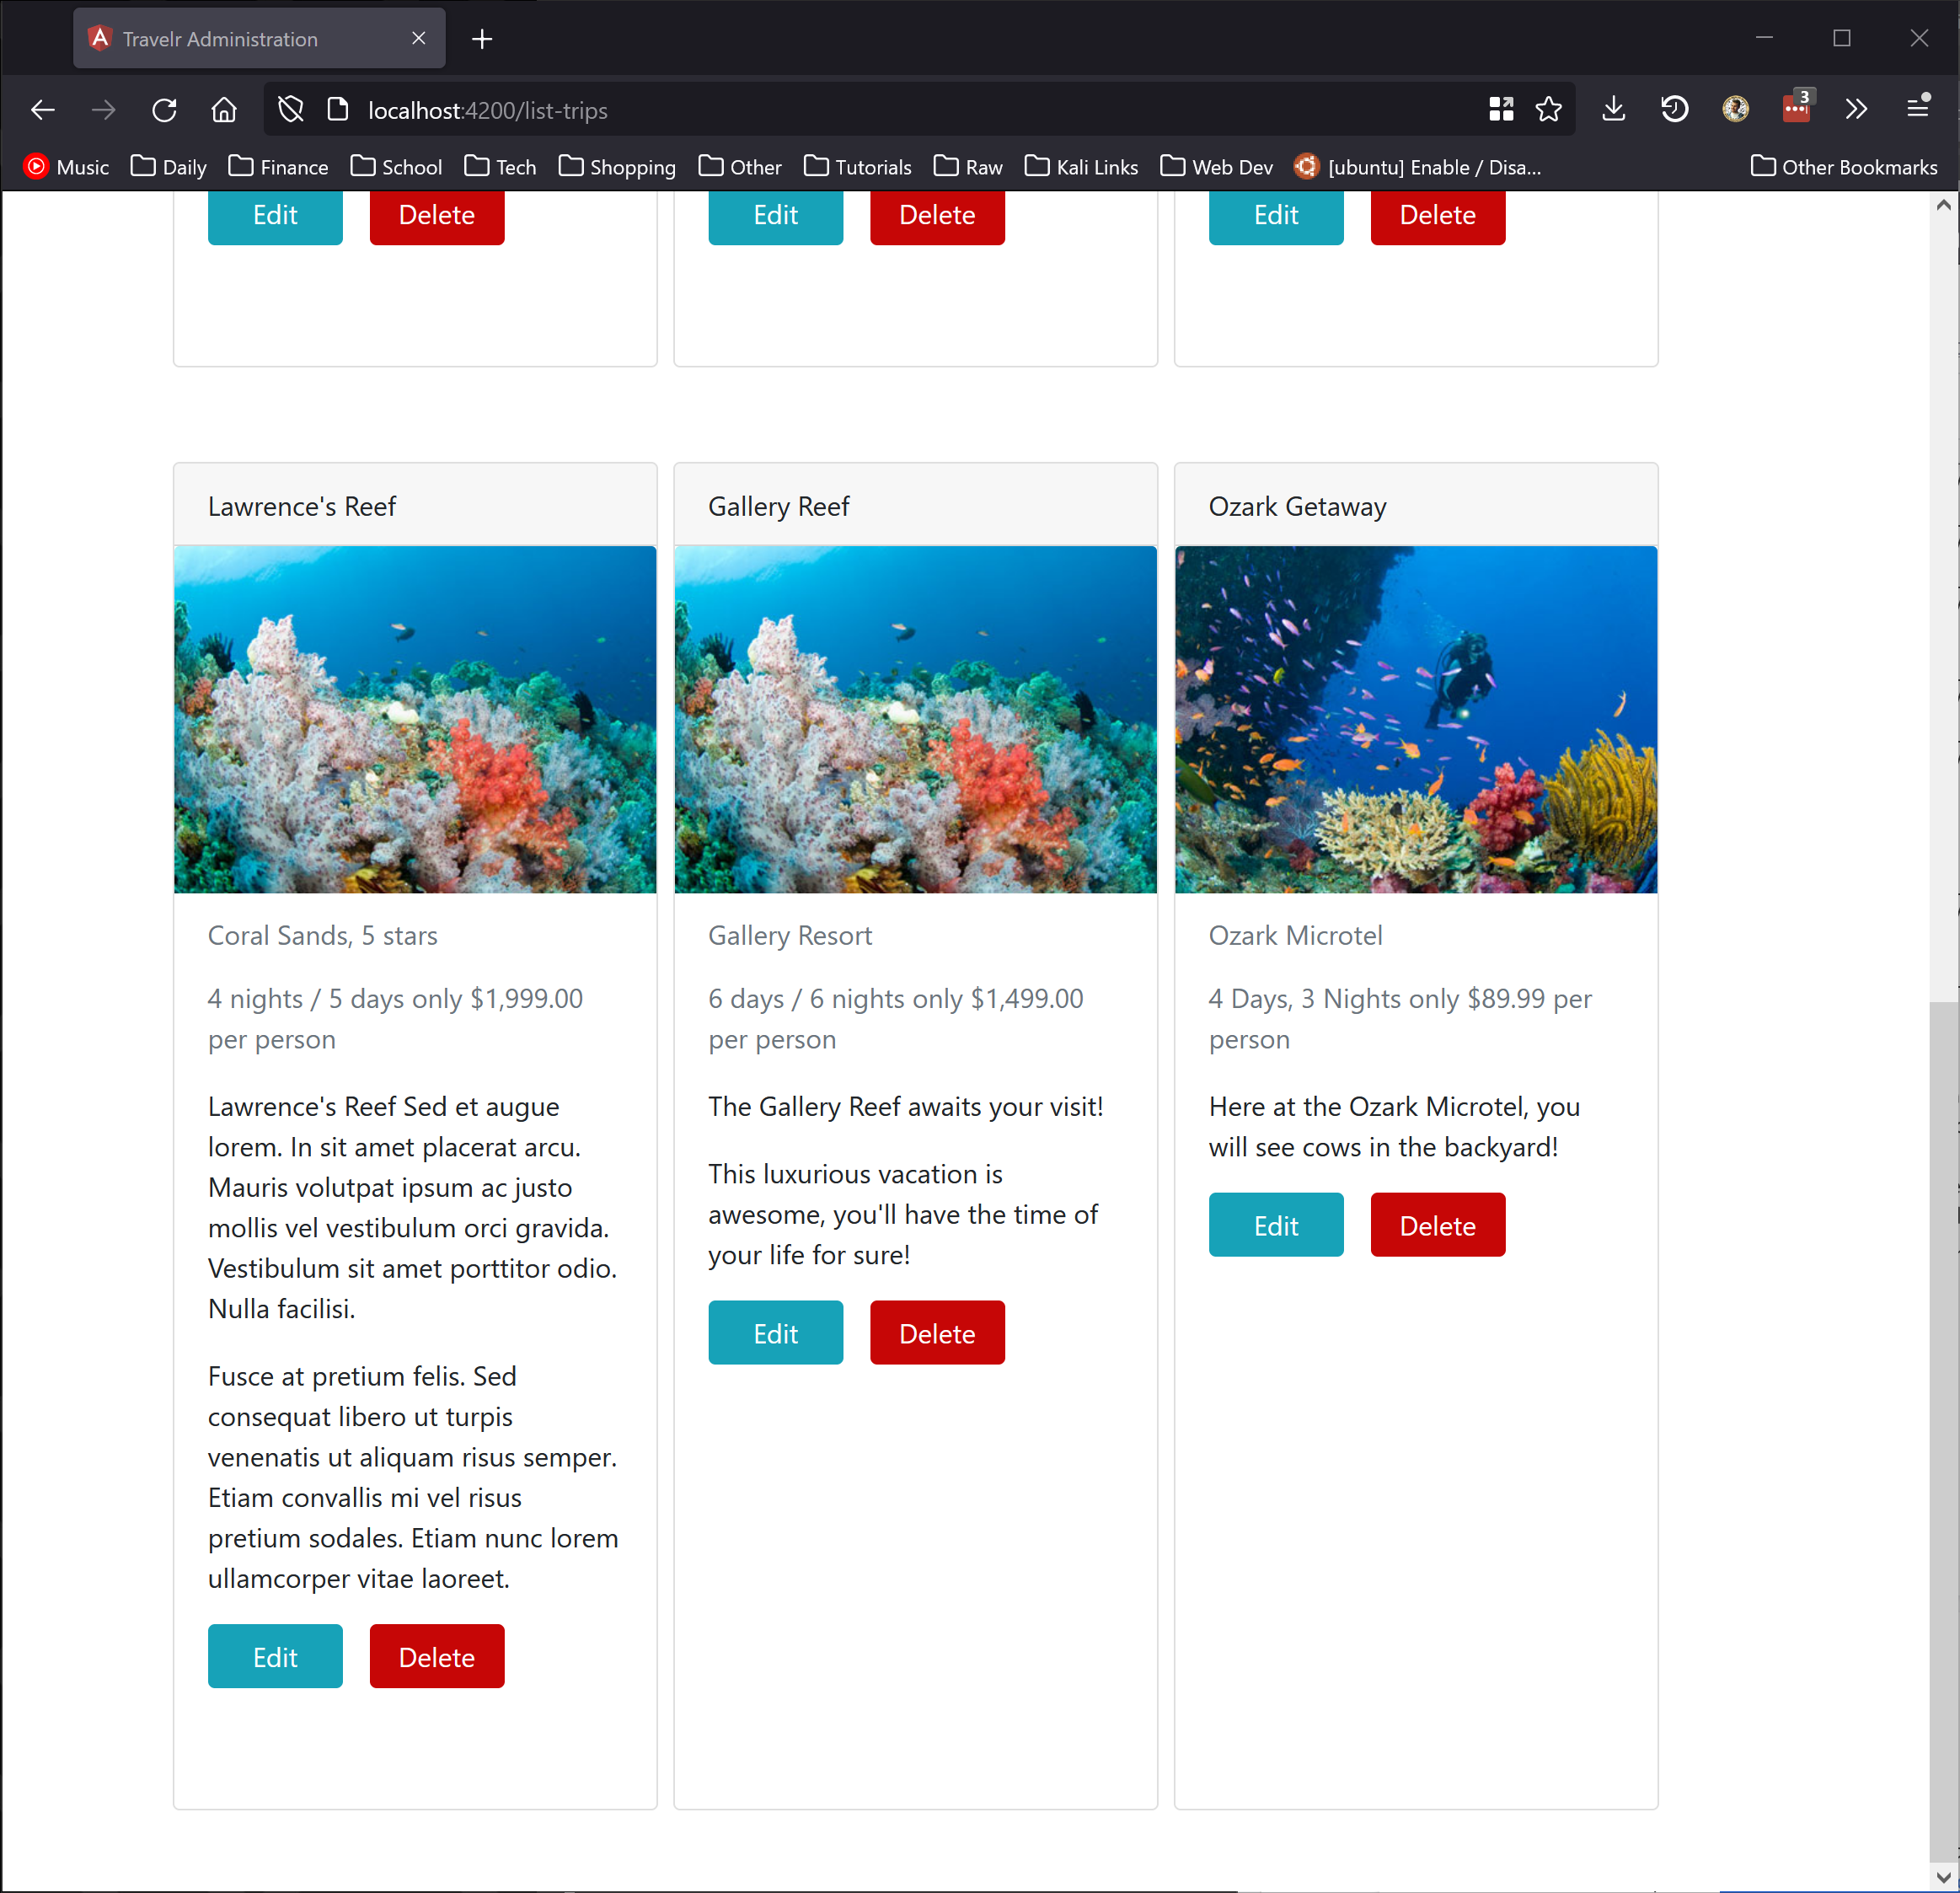 Travelr Administration
localhost:4200/list-trips
3
Music Daily Finance School Tech Shopping Other Tutorials Raw Kali Links Web Dev [ubuntu] Enable / Disa... Other Bookmarks
Edit Delete Edit Delete Edit Delete
Lawrence's Reef
Coral Sands, 5 stars
4 nights / 5 days only $1,999.00
per person
Lawrence's Reef Sed et augue
lorem. In sit amet placerat arcu.
Mauris volutpat ipsum ac justo
mollis vel vestibulum orci gravida.
Vestibulum sit amet porttitor odio.
Nulla facilisi.
Fusce at pretium felis. Sed
consequat libero ut turpis
venenatis ut aliquam risus semper.
Etiam convallis mi vel risus
pretium sodales. Etiam nunc lorem
ullamcorper vitae laoreet.
Edit Delete
Gallery Reef
Gallery Resort
6 days / 6 nights only $1,499.00
per person
The Gallery Reef awaits your visit!
This luxurious vacation is
awesome, you'll have the time of
your life for sure!
Edit Delete
Ozark Getaway
Ozark Microtel
4 Days, 3 Nights only $89.99 per
person
Here at the Ozark Microtel, you
will see cows in the backyard!
Edit Delete